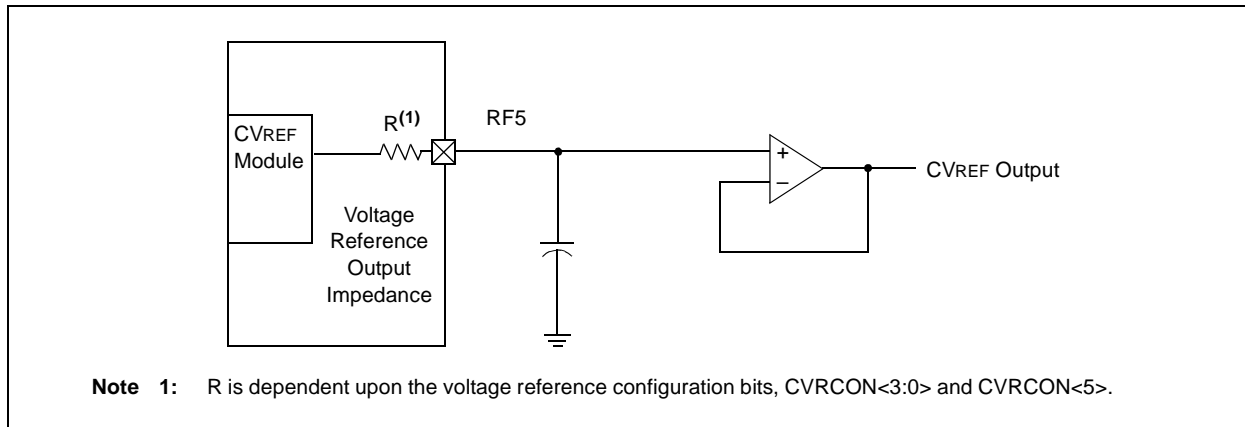 CVREF
Module
R(1)
RF5
+
–
CVREF Output
Voltage
Reference
Output
Impedance
Note 1: R is dependent upon the voltage reference configuration bits, CVRCON<3:0> and CVRCON<5>.